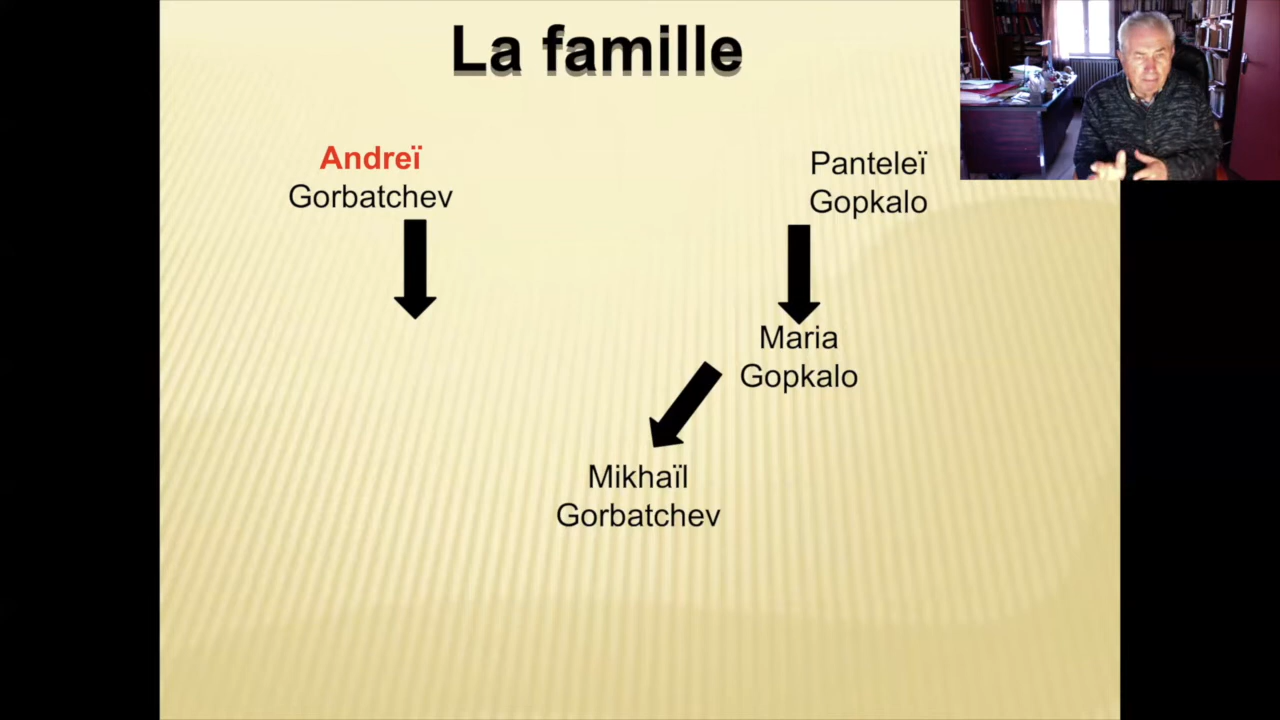 La famille
Andreï
Gorbatchev
Panteleï
Gopkalo
Maria
Gopkalo
Mikhaïl
Gorbatchev